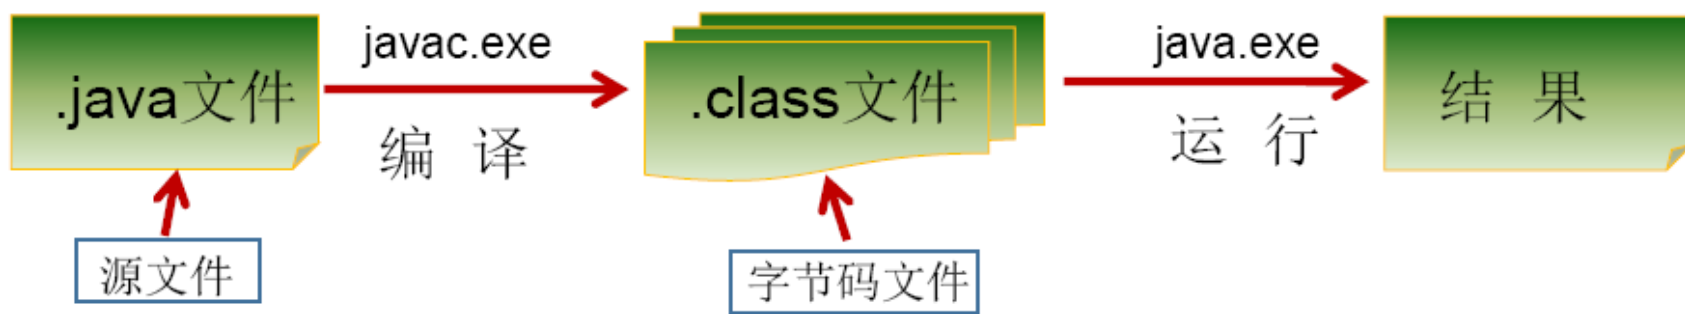 .java文件
javac.exe
编 译
.class文件
java.exe
运 行
结 果
源文件
字节码文件